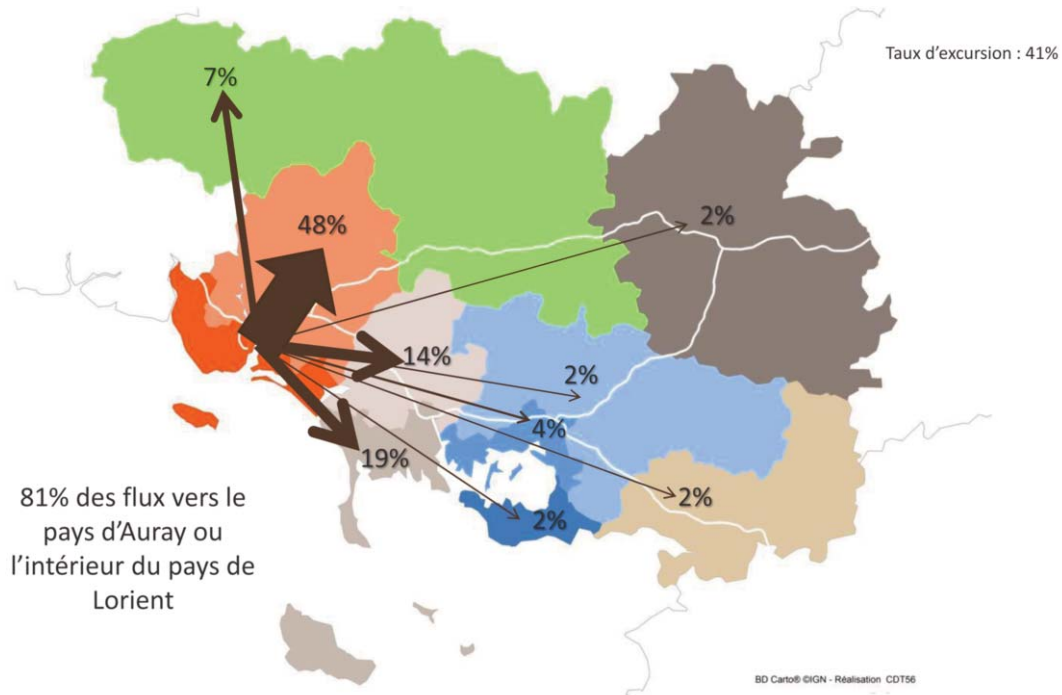 Taux d'excursion : 41%
7%
48%
2%
14%
2%
4%
19%
2%
2%
81% des flux vers le
pays d'Auray ou
l'intérieur du pays de
Lorient
BD Carto® ©IGN - Réalisation CDT56